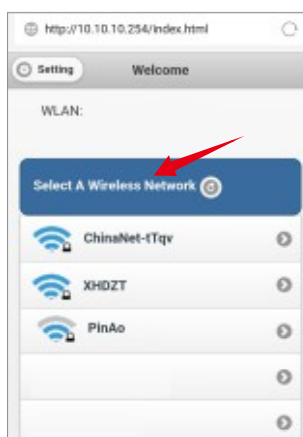 http://10.10.10.254/index.html
Setting
Welcome
WLAN:
Select A Wireless Network
ChinaNet-tTqv
XHDZT
PinAo